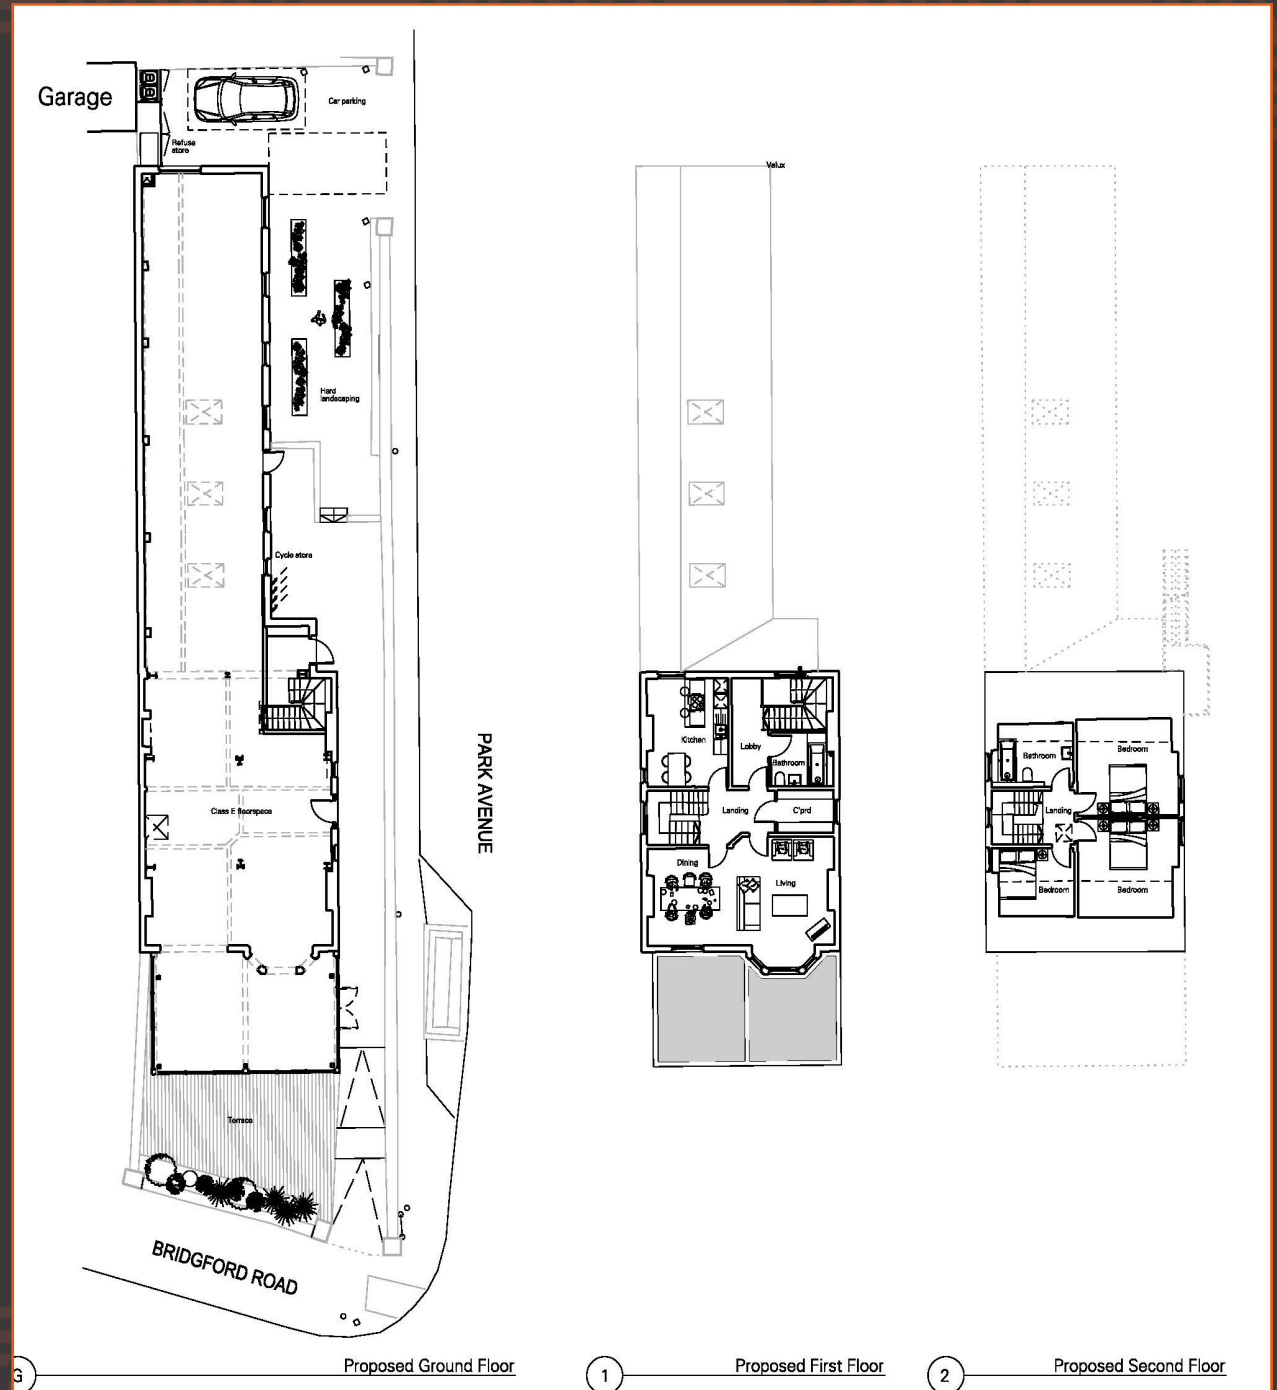 Garage
Car parking
Refuse
store
Hard
landscaping
Cycle store
Class E floorspace
Terrace
PARK AVENUE
BRIDGFORD ROAD
G
Proposed Ground Floor
Velux
Kitchen
Lobby
Bathroom
Landing
C'prd
Dining
Living
1
Proposed First Floor
Bathroom
Bedroom
Landing
Bedroom
Bedroom
2
Proposed Second Floor